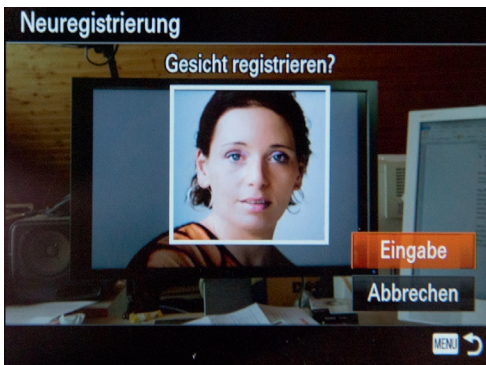 Neuregistrierung
Gesicht registrieren?
Eingabe
Abbrechen
MENU